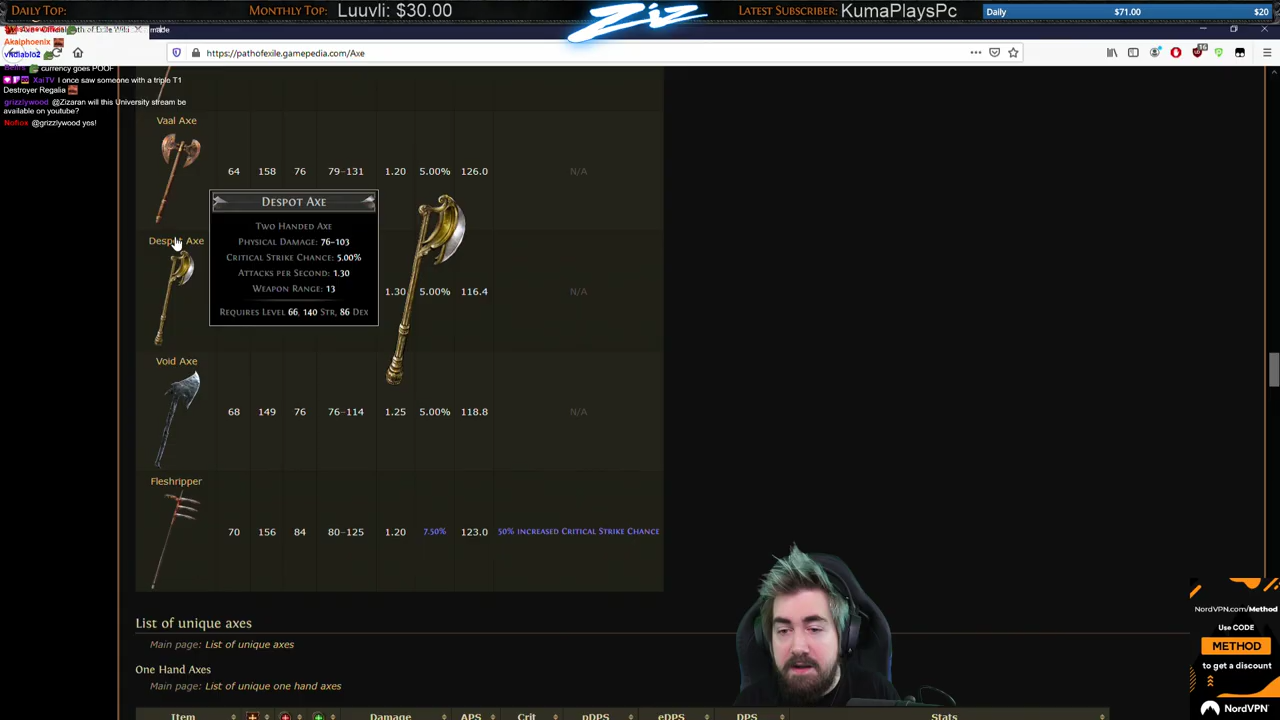 DAILY TOP:
MONTHLY TOP: Luuvli: $30.00
Ziz
LATEST SUBSCRIBER: KumaPlaysPc
Daily $71.00 $20
Akaiphoenix
vkdiablo2
https://pathofexile.gamepedia.com/Axe
currency goes POOF
XaiTV I once saw someone with a triple T1
Destroyer Regalia
grizzlywood @Zizaran will this University stream be
available on youtube?
Noflox @grizzlywood yes!
Vaal Axe
64 158 76 79–131 1.20 5.00% 126.0 N/A
Despot Axe
1.30 5.00% 116.4 N/A
DESPOT AXE
TWO HANDED AXE
PHYSICAL DAMAGE: 76–103
CRITICAL STRIKE CHANCE: 5.00%
ATTACKS PER SECOND: 1.30
WEAPON RANGE: 13
REQUIRES LEVEL 66, 140 STR, 86 DEX
Void Axe
68 149 76 76–114 1.25 5.00% 118.8 N/A
Fleshripper
70 156 84 80–125 1.20 7.50% 123.0 50% INCREASED CRITICAL STRIKE CHANCE
List of unique axes
Main page: List of unique axes
One Hand Axes
Main page: List of unique one hand axes
Item Damage APS Crit pDPS eDPS DPS Stats
NordVPN.com/Method
Use CODE
METHOD
to get a discount
NordVPN